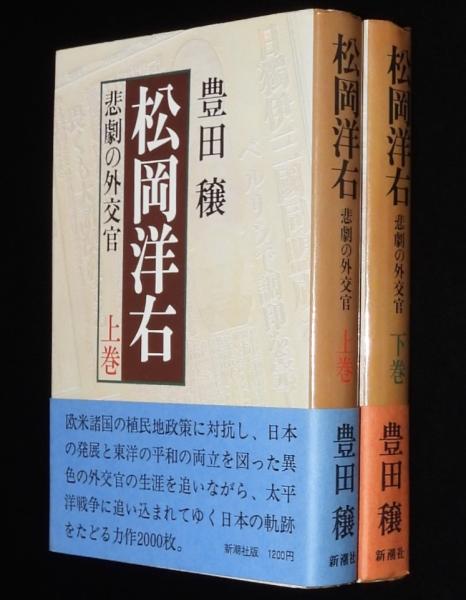 豊田 穣
松岡洋右
悲劇の外交官
上巻
欧米諸国の植民地政策に対抗し、日本
の発展と東洋の平和の両立を図った異
色の外交官の生涯を追いながら、太平
洋戦争に追い込まれてゆく日本の軌跡
をたどる力作2000枚。
新潮社版 1200円
松岡洋右
悲劇の外交官
上巻
豊田 穣
新潮社
松岡洋右
悲劇の外交官
下巻
豊田 穣
新潮社